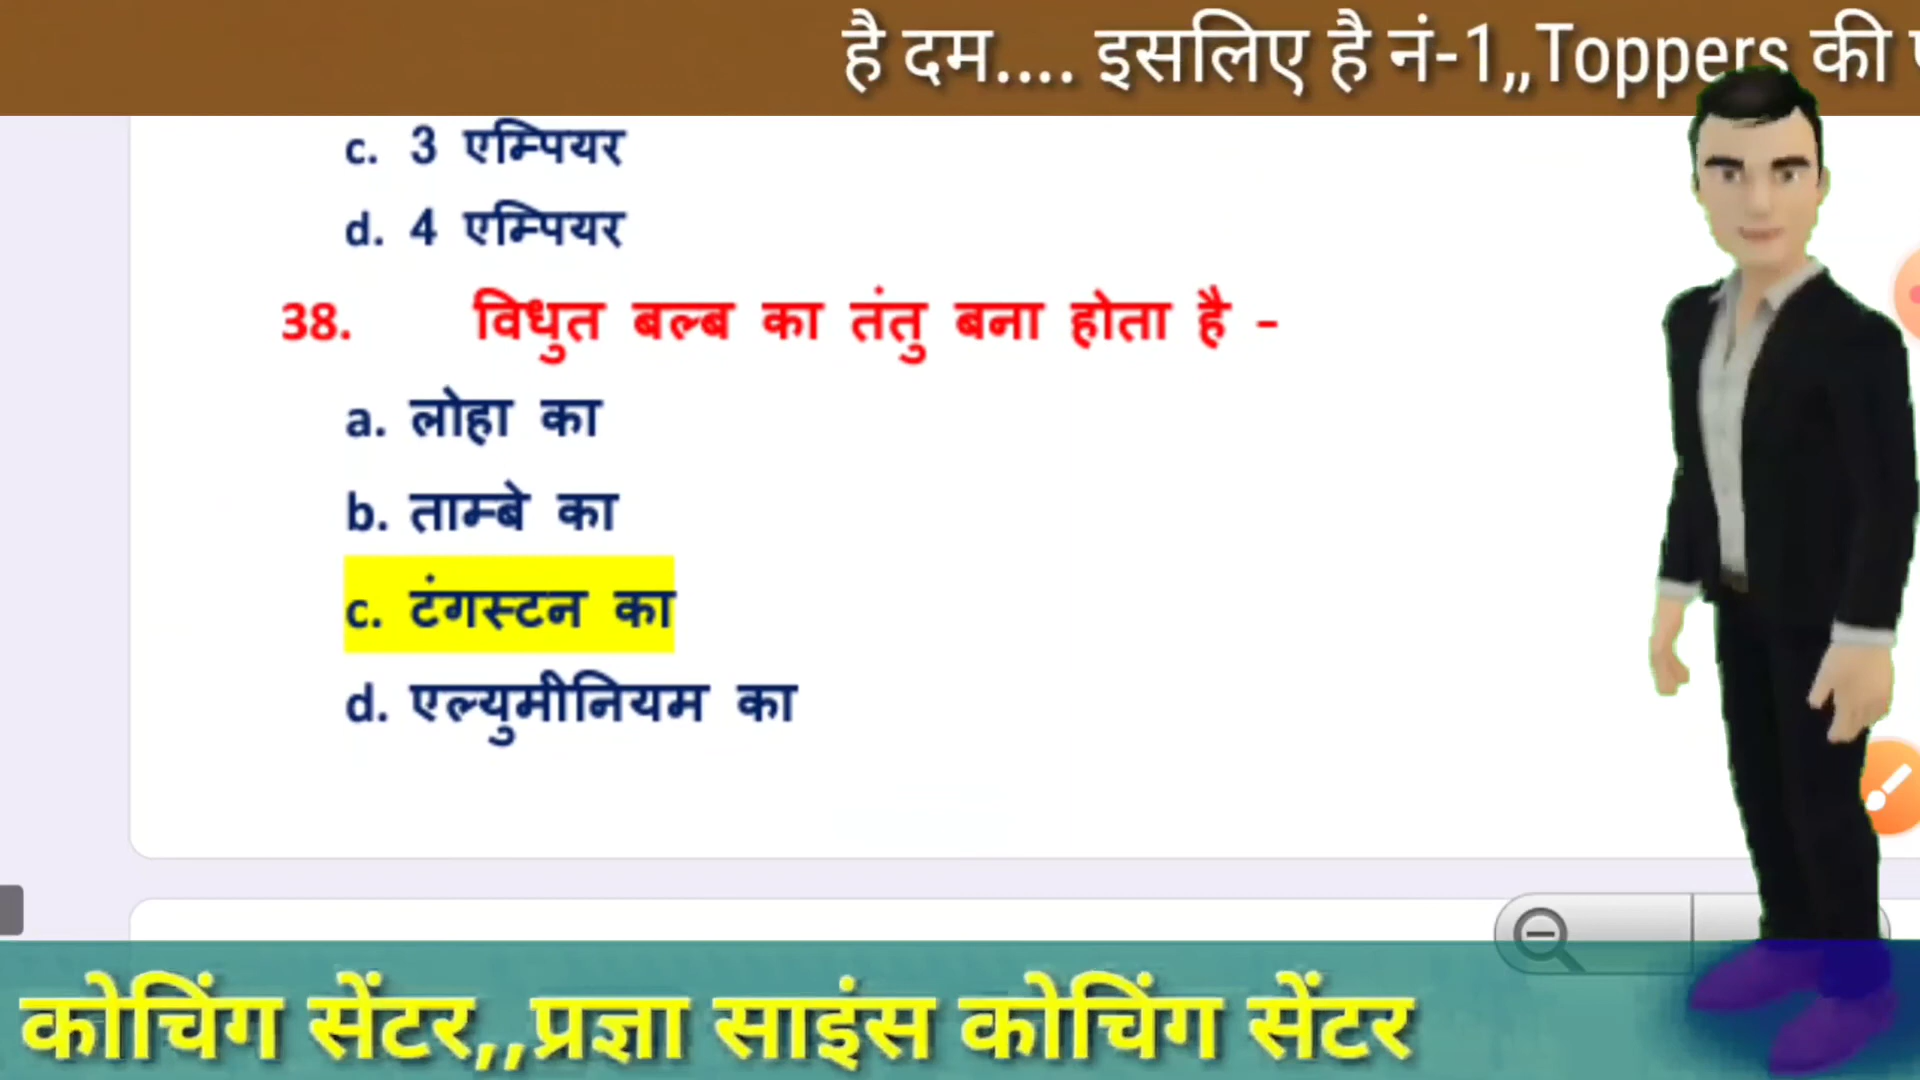 है दम.... इसलिए है नं-1,,Toppers की
c. 3 एम्पियर
d. 4 एम्पियर
38. विधुत बल्ब का तंतु बना होता है -
a. लोहा का
b. ताम्बे का
c. टंगस्टन का
d. एल्युमीनियम का
कोचिंग सेंटर,,प्रज्ञा साइंस कोचिंग सेंटर